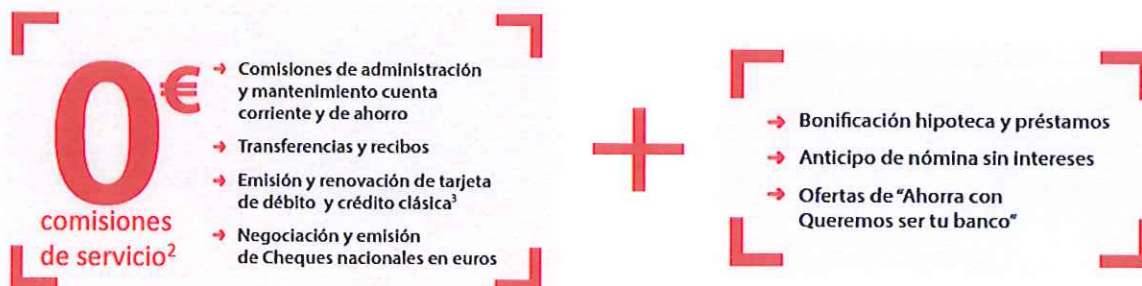 0€
comisiones
de servicio²
→ Comisiones de administración
y mantenimiento cuenta
corriente y de ahorro
→ Transferencias y recibos
→ Emisión y renovación de tarjeta
de débito y crédito clásica³
→ Negociación y emisión
de Cheques nacionales en euros
+
→ Bonificación hipoteca y préstamos
→ Anticipo de nómina sin intereses
→ Ofertas de "Ahorra con
Queremos ser tu banco"